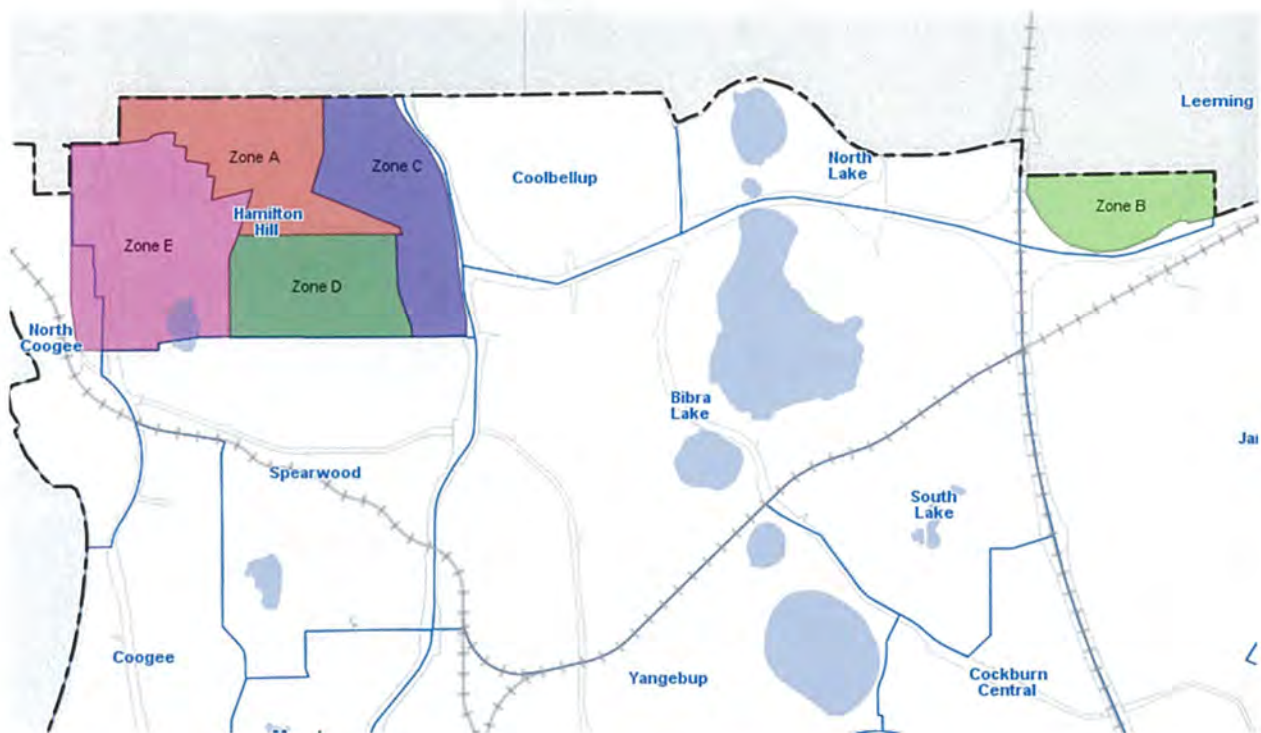 Leeming
Zone A
Zone C
Coolbellup
North
Lake
Zone B
Hamilton
Hill
Zone E
Zone D
North
Coogee
Bibra
Lake
Spearwood
South
Lake
Coogee
Yangebup
Cockburn
Central